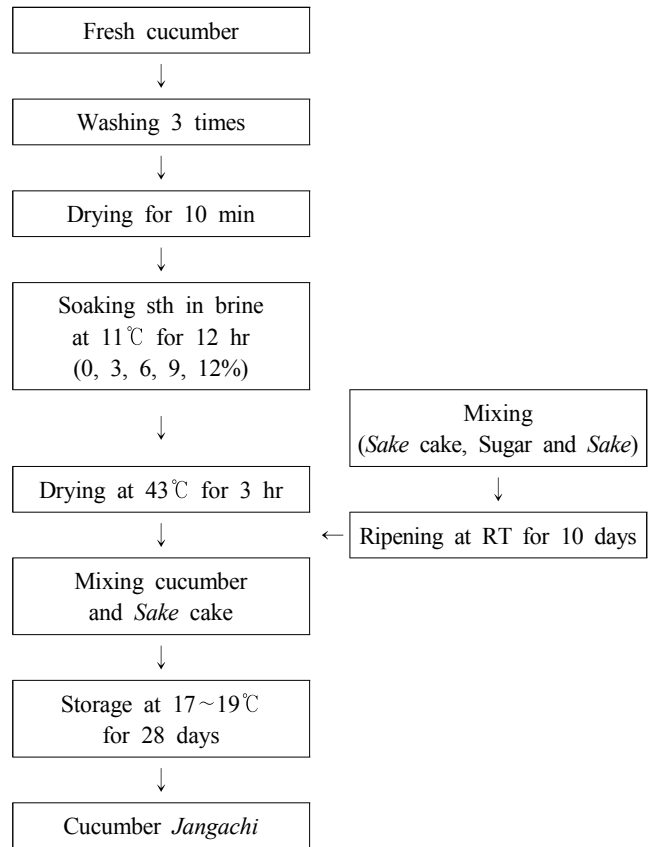 Fresh cucumber
↓
Washing 3 times
↓
Drying for 10 min
↓
Soaking sth in brine
at 11℃ for 12 hr
(0, 3, 6, 9, 12%)
↓
Drying at 43℃ for 3 hr
Mixing
(Sake cake, Sugar and Sake)
↓
Ripening at RT for 10 days
←
↓
Mixing cucumber
and Sake cake
↓
Storage at 17~19℃
for 28 days
↓
Cucumber Jangachi